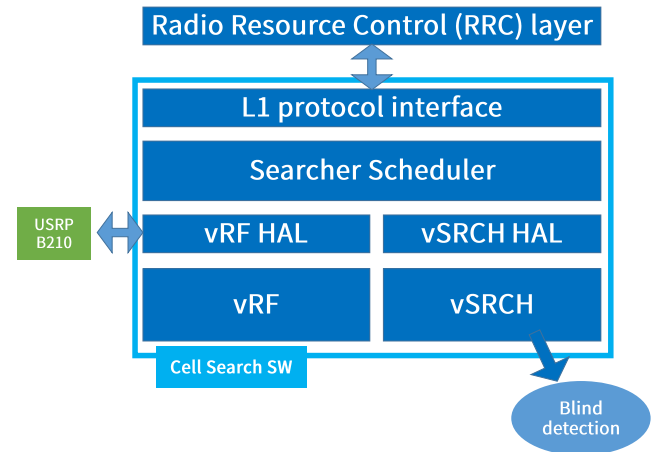 Radio Resource Control (RRC) layer
L1 protocol interface
Searcher Scheduler
USRP
B210
vRF HAL
vSRCH HAL
vRF
vSRCH
Cell Search SW
Blind
detection